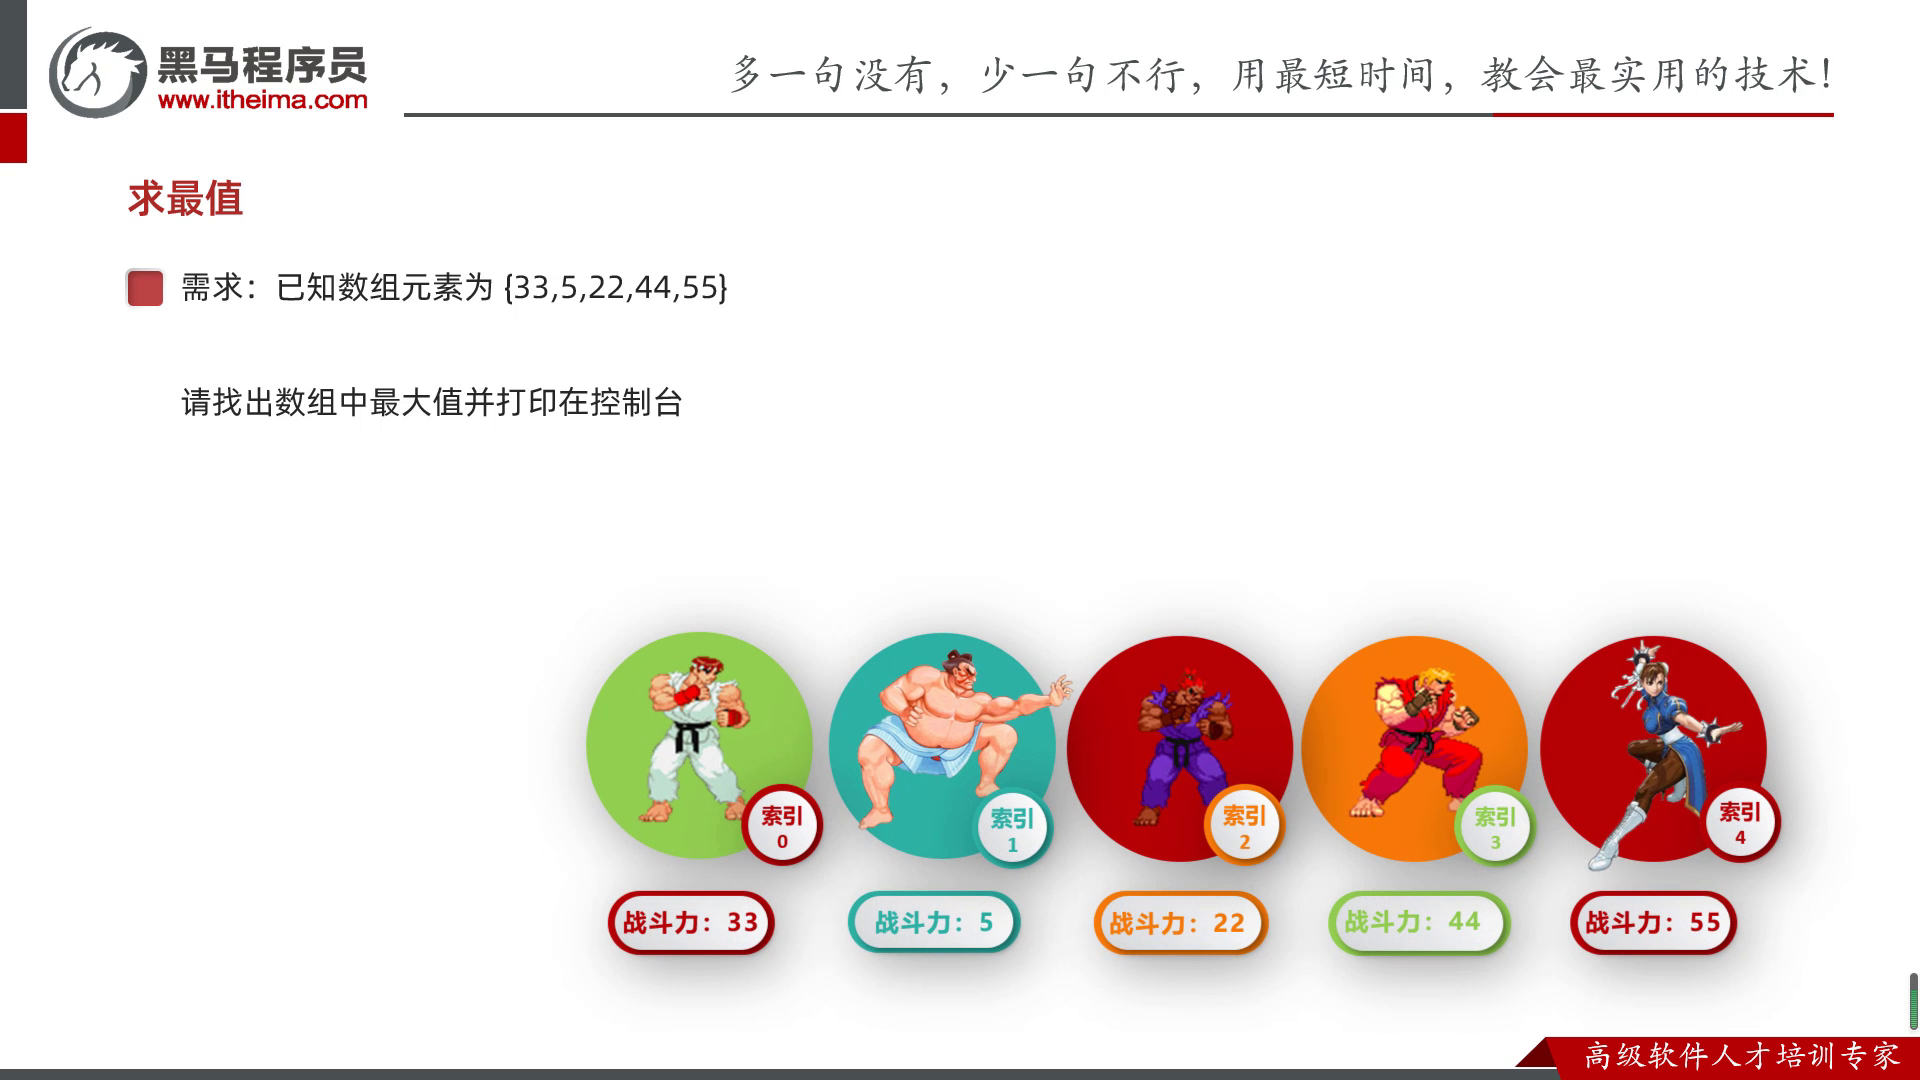 黑马程序员
www.itheima.com
多一句没有，少一句不行，用最短时间，教会最实用的技术！
求最值
需求：已知数组元素为 {33,5,22,44,55}
请找出数组中最大值并打印在控制台
索引
0
索引
1
索引
2
索引
3
索引
4
战斗力：33
战斗力：5
战斗力：22
战斗力：44
战斗力：55
高级软件人才培训专家